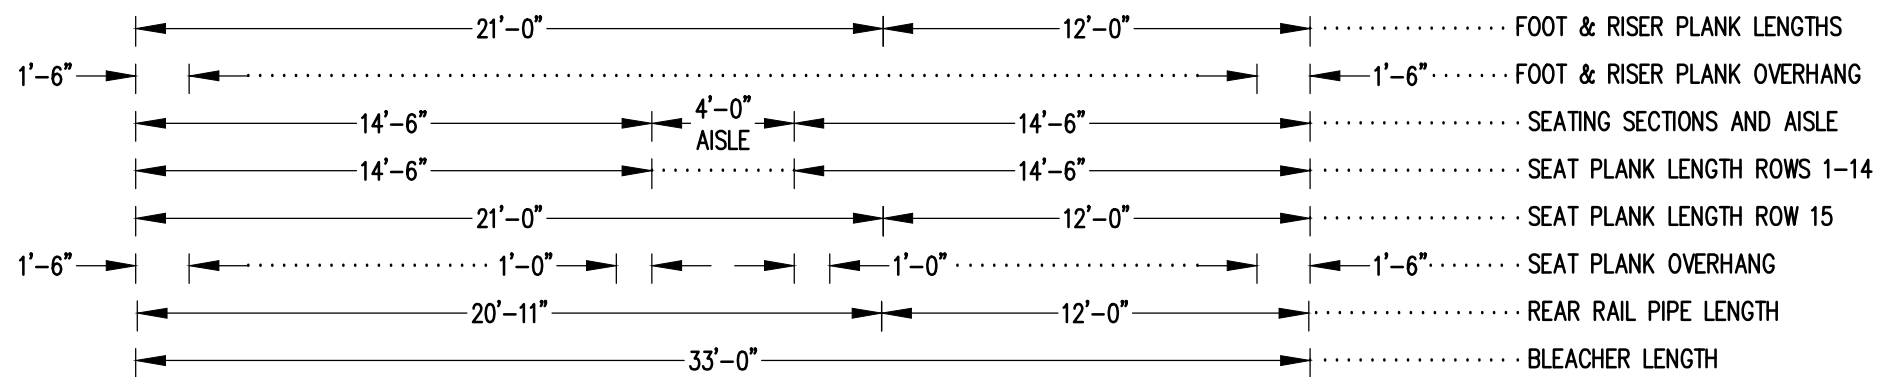 21'-0" 12'-0" FOOT & RISER PLANK LENGTHS
1'-6" 1'-6" FOOT & RISER PLANK OVERHANG
14'-6" 4'-0" AISLE 14'-6" SEATING SECTIONS AND AISLE
14'-6" 14'-6" SEAT PLANK LENGTH ROWS 1-14
21'-0" 12'-0" SEAT PLANK LENGTH ROW 15
1'-6" 1'-0" 1'-0" 1'-6" SEAT PLANK OVERHANG
20'-11" 12'-0" REAR RAIL PIPE LENGTH
33'-0" BLEACHER LENGTH